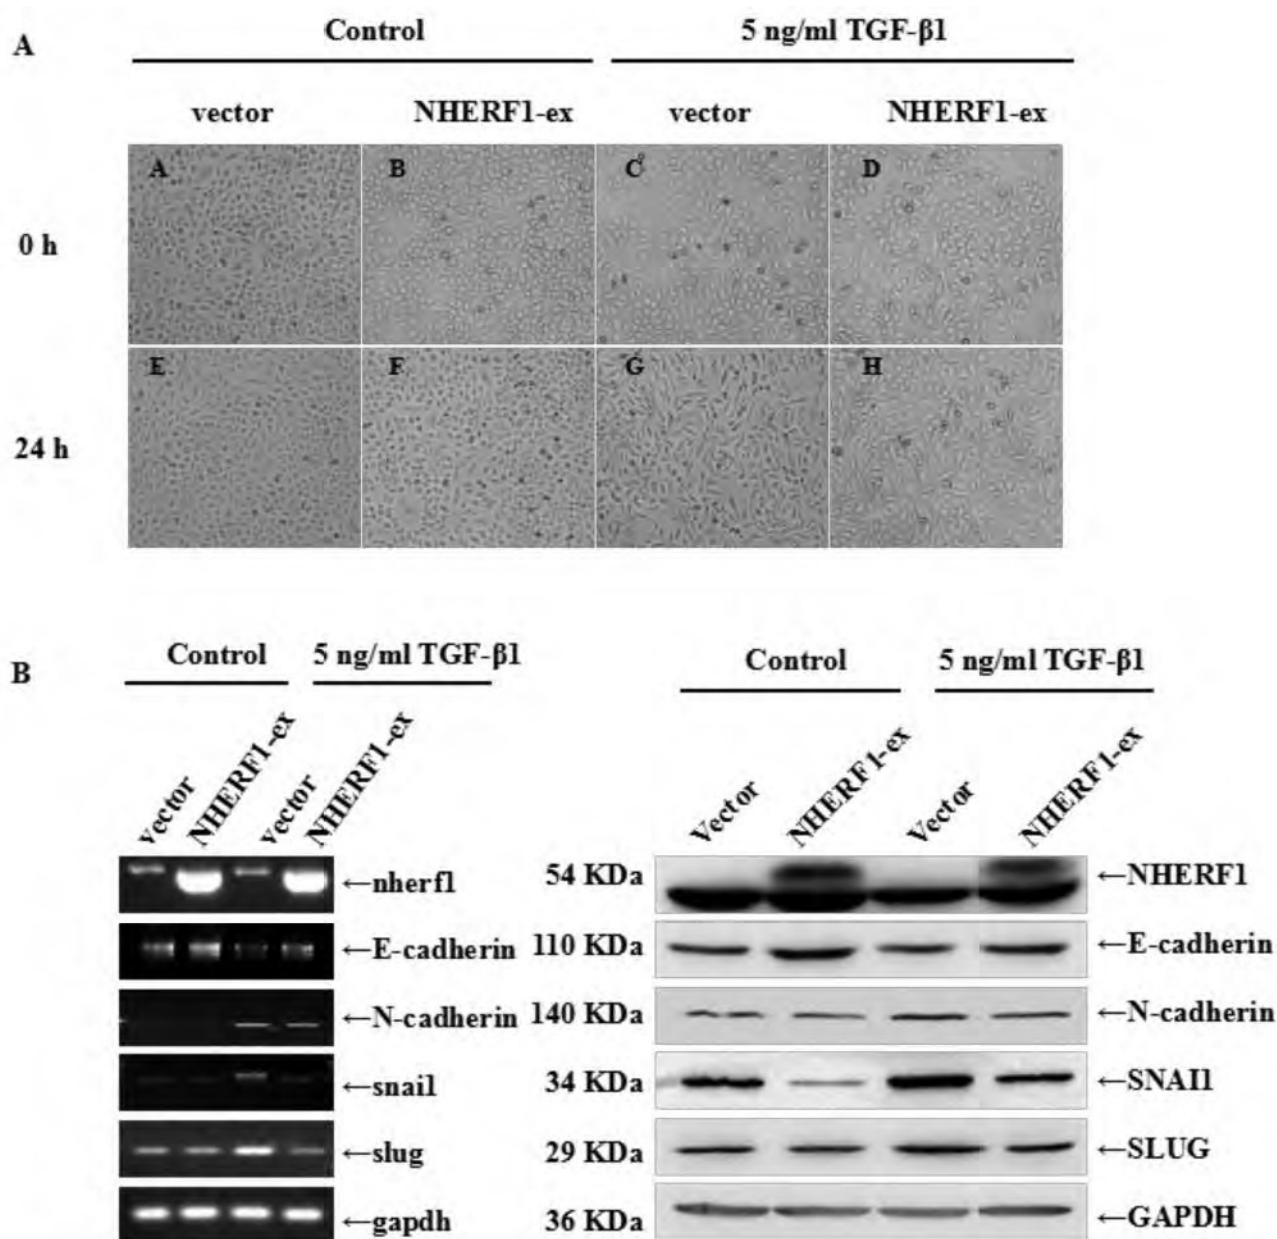 A
Control
5 ng/ml TGF-β1
vector
NHERF1-ex
vector
NHERF1-ex
0 h
A
B
C
D
24 h
E
F
G
H
B
Control
5 ng/ml TGF-β1
vector
NHERF1-ex
vector
NHERF1-ex
←nherf1
←E-cadherin
←N-cadherin
←snail
←slug
←gapdh
Control
5 ng/ml TGF-β1
Vector
NHERF1-ex
Vector
NHERF1-ex
54 KDa
←NHERF1
110 KDa
←E-cadherin
140 KDa
←N-cadherin
34 KDa
←SNAI1
29 KDa
←SLUG
36 KDa
←GAPDH